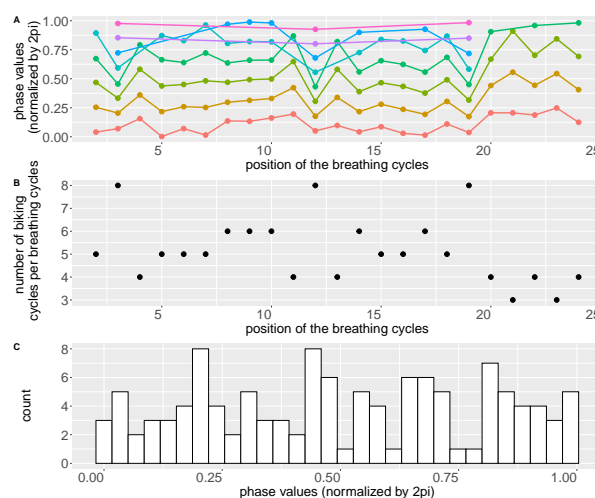 A
phase values
(normalized by 2pi)
1.00
0.75
0.50
0.25
0.00
5
10
15
20
25
position of the breathing cycles
B
number of biking
cycles per breathing cycles
8
7
6
5
4
3
5
10
15
20
25
position of the breathing cycles
C
count
8
6
4
2
0
0.00
0.25
0.50
0.75
1.00
phase values (normalized by 2pi)